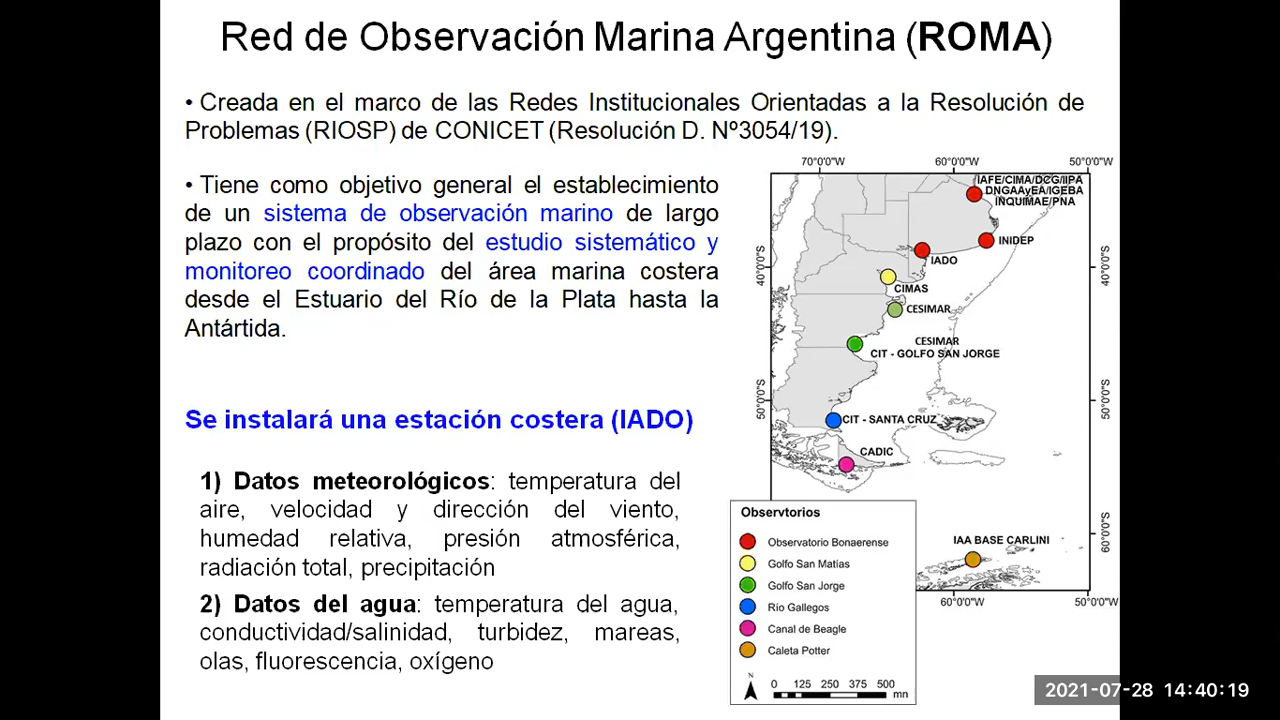 Red de Observación Marina Argentina (ROMA)
• Creada en el marco de las Redes Institucionales Orientadas a la Resolución de
Problemas (RIOSP) de CONICET (Resolución D. Nº3054/19).
• Tiene como objetivo general el establecimiento
de un sistema de observación marino de largo
plazo con el propósito del estudio sistemático y
monitoreo coordinado del área marina costera
desde el Estuario del Río de la Plata hasta la
Antártida.
Se instalará una estación costera (IADO)
1) Datos meteorológicos: temperatura del
aire, velocidad y dirección del viento,
humedad relativa, presión atmosférica,
radiación total, precipitación
2) Datos del agua: temperatura del agua,
conductividad/salinidad, turbidez, mareas,
olas, fluorescencia, oxígeno
70°0'0"W 60°0'0"W 50°0'0"W
IAFE/CIMA/DCG/IIPA
DNGAAyEA/IGEBA
INQUIMAE/PNA
INIDEP
IADO
40°0'0"S 40°0'0"S
CIMAS
CESIMAR
CESIMAR
CIT - GOLFO SAN JORGE
50°0'0"S 50°0'0"S
CIT - SANTA CRUZ
CADIC
60°0'0"S
IAA BASE CARLINI
60°0'0"W 50°0'0"W
Observtorios
Observatorio Bonaerense
Golfo San Matías
Golfo San Jorge
Río Gallegos
Canal de Beagle
Caleta Potter
N
0 125 250 375 500
mn
2021-07-28 14:40:19